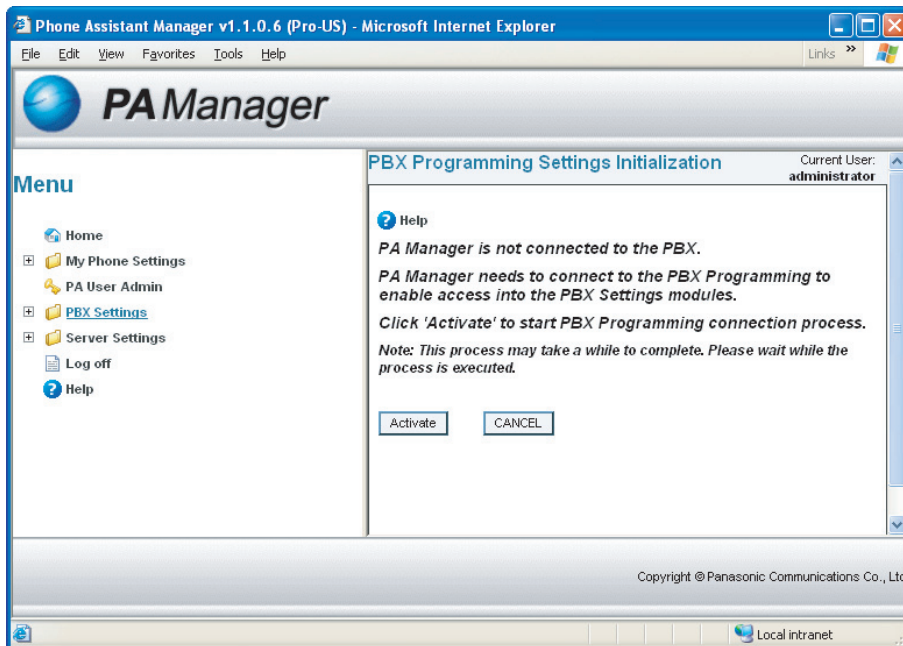 Phone Assistant Manager v1.1.0.6 (Pro-US) - Microsoft Internet Explorer
File Edit View Favorites Tools Help
Links »
PA Manager
Menu
Home
My Phone Settings
PA User Admin
PBX Settings
Server Settings
Log off
Help
PBX Programming Settings Initialization
Current User:
administrator
Help
PA Manager is not connected to the PBX.
PA Manager needs to connect to the PBX Programming to
enable access into the PBX Settings modules.
Click 'Activate' to start PBX Programming connection process.
Note: This process may take a while to complete. Please wait while the
process is executed.
Activate CANCEL
Copyright © Panasonic Communications Co., Ltd
Local intranet